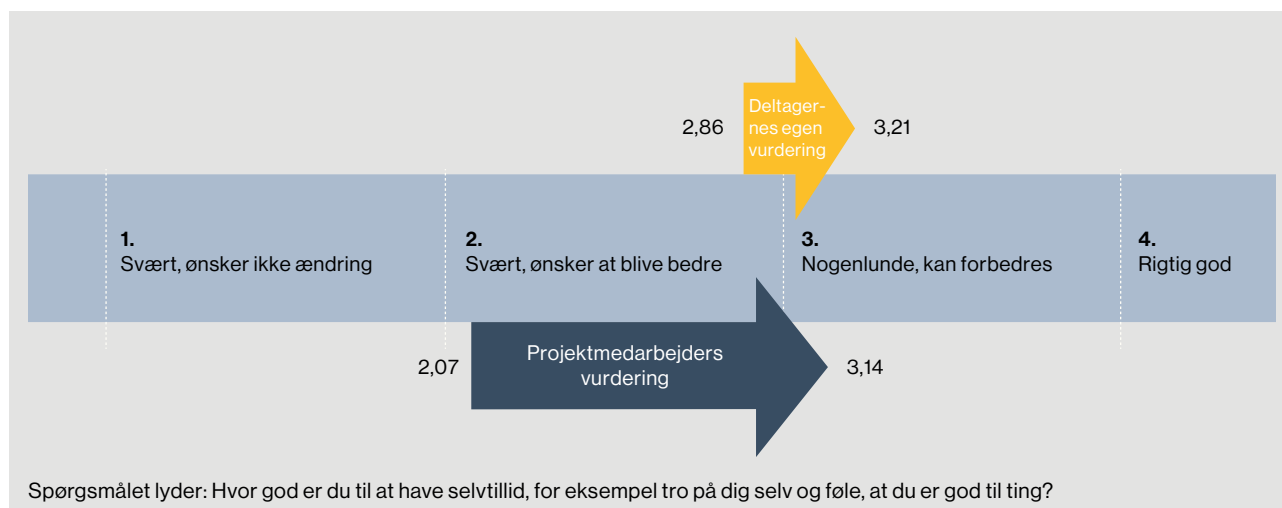 Deltager-
nes egen
vurdering
2,86
3,21
1.
Svært, ønsker ikke ændring
2.
Svært, ønsker at blive bedre
3.
Nogenlunde, kan forbedres
4.
Rigtig god
Projektmedarbejders
vurdering
2,07
3,14
Spørgsmålet lyder: Hvor god er du til at have selvtillid, for eksempel tro på dig selv og føle, at du er god til ting?